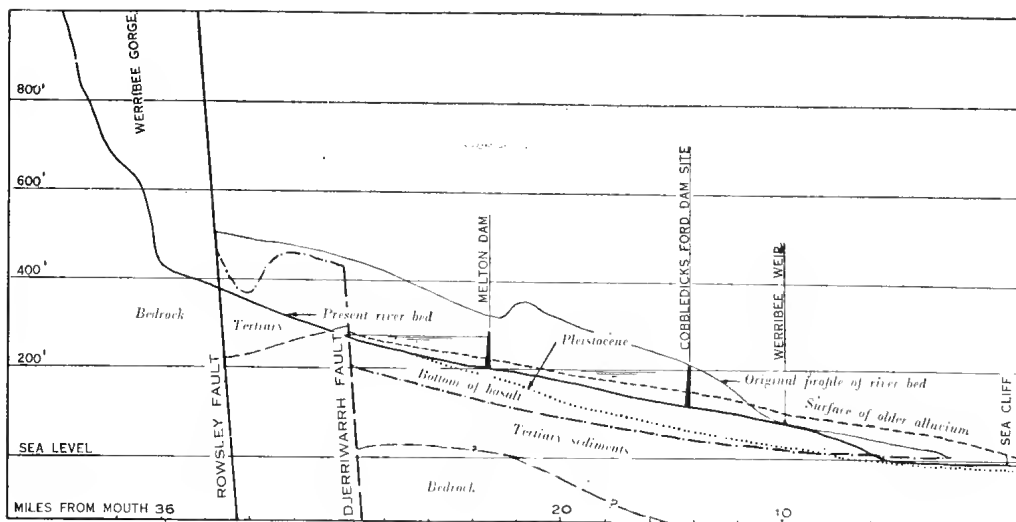 WERRIBEE GORGE
800'
600'
400'
200'
SEA LEVEL
MILES FROM MOUTH 36
20
10
ROWSLEY FAULT
DJERRIWARRH FAULT
MELTON DAM
COBBLEDICKS FORD DAM SITE
WERRIBEE WEIR
SEA CLIFF
Bedrock
Tertiary
Present river bed
Pleistocene
Original profile of river bed
Surface of older alluvium
Bottom of basalt
Tertiary sediments
Bedrock
?
?
?